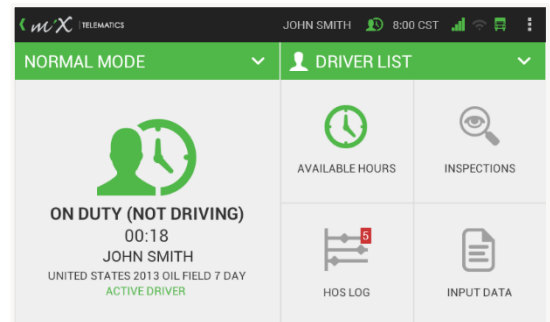 mix TELEMATICS
JOHN SMITH 8:00 CST
NORMAL MODE
DRIVER LIST
ON DUTY (NOT DRIVING)
00:18
JOHN SMITH
UNITED STATES 2013 OIL FIELD 7 DAY
ACTIVE DRIVER
AVAILABLE HOURS
INSPECTIONS
5
HOS LOG
INPUT DATA